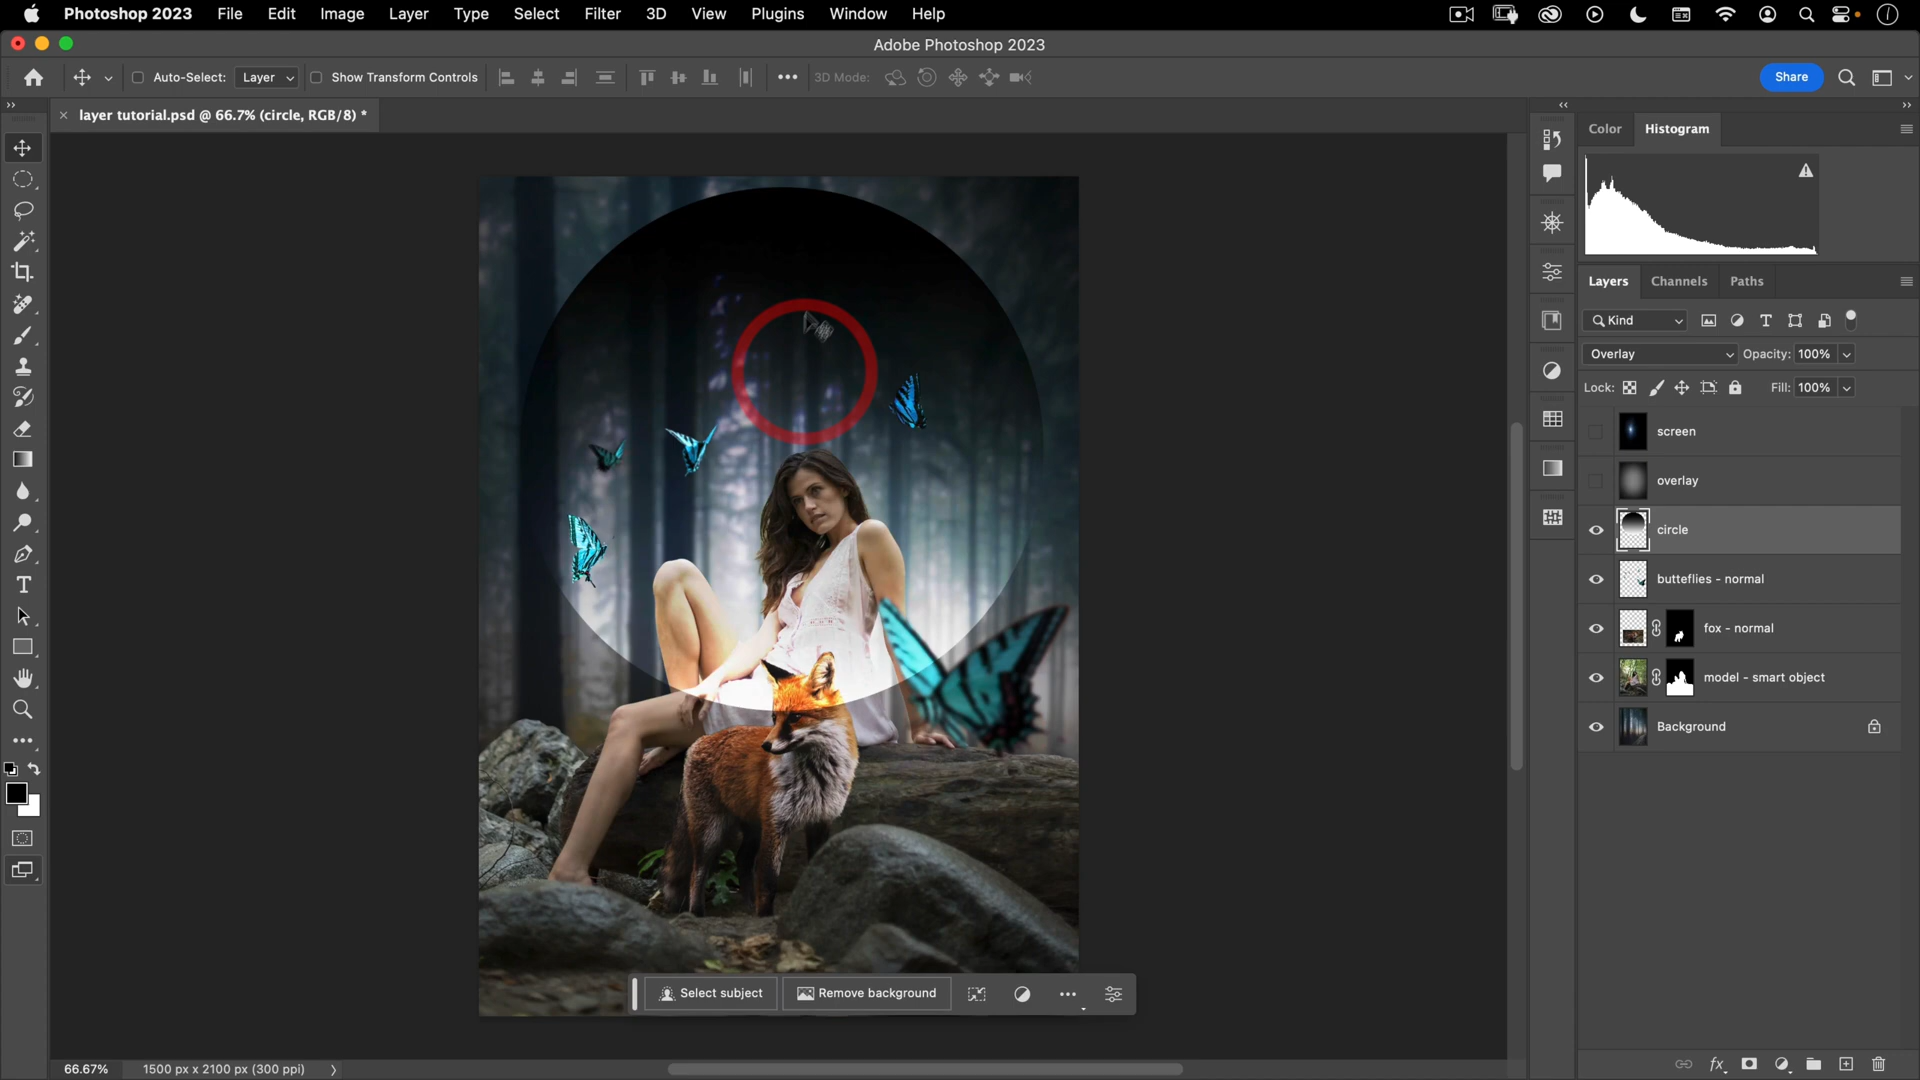 Photoshop 2023 File Edit Image Layer Type Select Filter 3D View Plugins Window Help
Adobe Photoshop 2023
Auto-Select: Layer Show Transform Controls 3D Mode: Share
layer tutorial.psd @ 66.7% (circle, RGB/8) *
Color Histogram
Layers Channels Paths
Kind
Overlay Opacity: 100%
Lock: Fill: 100%
screen
overlay
circle
butteflies - normal
fox - normal
model - smart object
Background
Select subject Remove background
66.67% 1500 px x 2100 px (300 ppi)